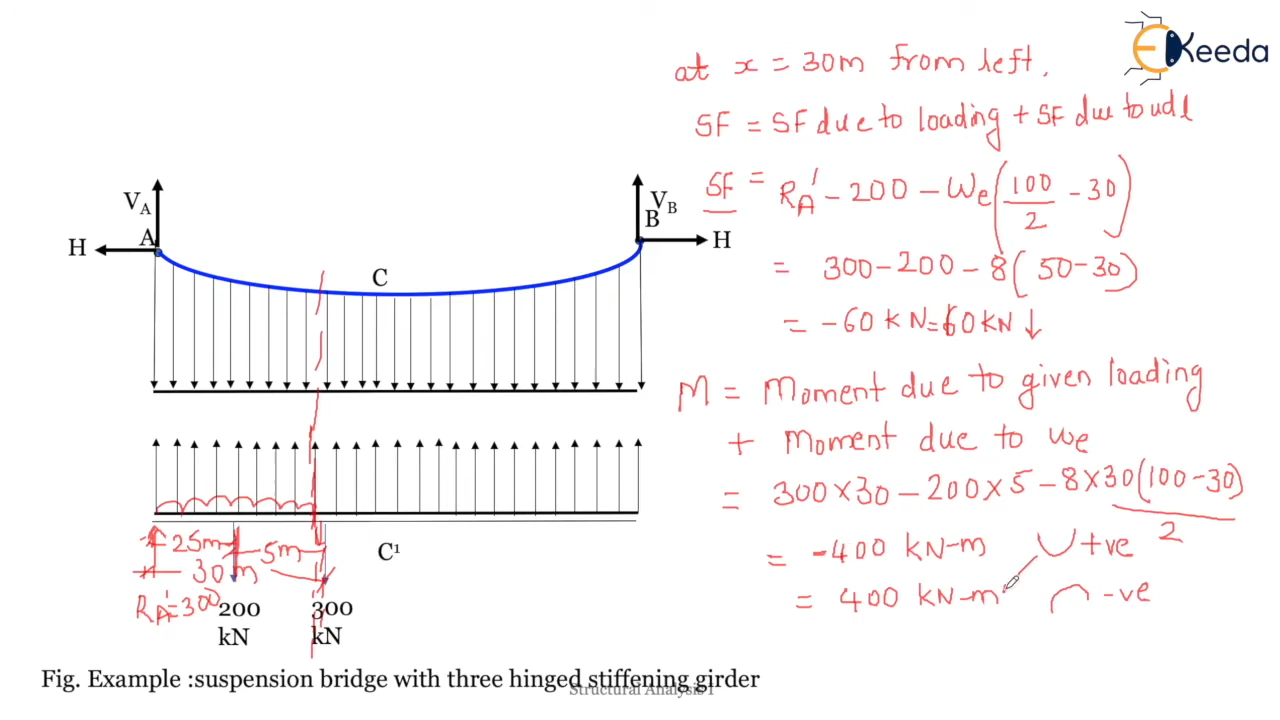 EKeeda
at x = 30m from left.
SF = SF due to loading + SF due to udl
SF = RA' - 200 - We (100/2 - 30)
= 300 - 200 - 8 ( 50 - 30)
= - 60 KN = 60 KN ↓
M = Moment due to given loading
+ Moment due to we
= 300 × 30 - 200 × 5 - 8 × 30 (100 - 30) / 2
= - 400 KN-m +ve
= 400 KN-m -ve
VA
VB
H
A
B
H
C
25m
5m
30m
C¹
RA' = 300
200
kN
300
kN
Fig. Example :suspension bridge with three hinged stiffening girder
Structural Analysis I